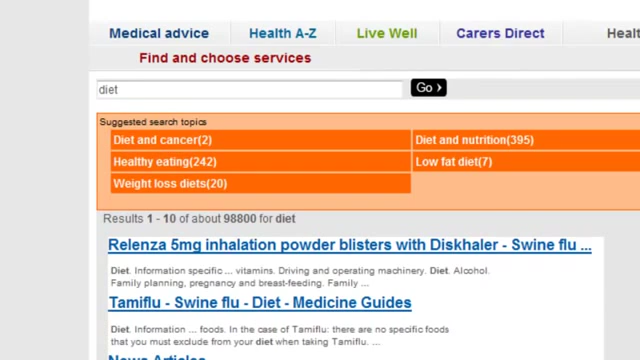 Medical advice Health A-Z Live Well Carers Direct Healt
Find and choose services
diet Go ›
Suggested search topics
Diet and cancer(2) Diet and nutrition(395)
Healthy eating(242) Low fat diet(7)
Weight loss diets(20)
Results 1 - 10 of about 98800 for diet
Relenza 5mg inhalation powder blisters with Diskhaler - Swine flu ...
Diet. Information specific ... vitamins. Driving and operating machinery. Diet. Alcohol.
Family planning, pregnancy and breast-feeding. Family ...
Tamiflu - Swine flu - Diet - Medicine Guides
Diet. Information ... foods. In the case of Tamiflu: there are no specific foods
that you must exclude from your diet when taking Tamiflu. ...
News Articles